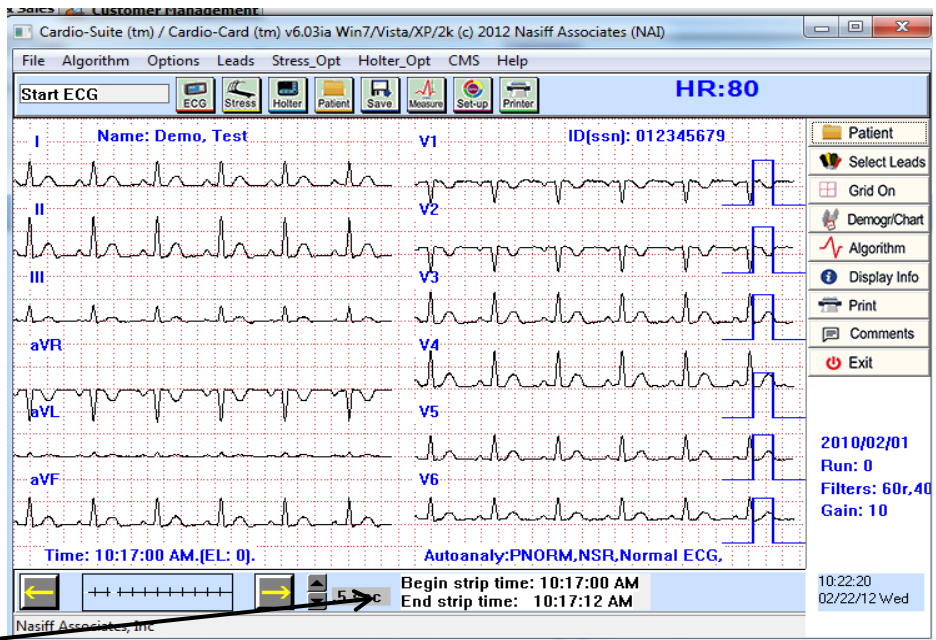 Sales Customer Management
Cardio-Suite (tm) / Cardio-Card (tm) v6.03ia Win7/Vista/XP/2k (c) 2012 Nasiff Associates (NAI)
File Algorithm Options Leads Stress_Opt Holter_Opt CMS Help
Start ECG
ECG Stress Holter Patient Save Measure Set-up Printer
HR:80
I Name: Demo, Test V1 ID(ssn): 012345679
II V2
III V3
aVR V4
aVL V5
aVF V6
Time: 10:17:00 AM.(EL: 0). Autoanaly:PNORM,NSR,Normal ECG,
Patient
Select Leads
Grid On
Demogr/Chart
Algorithm
Display Info
Print
Comments
Exit
2010/02/01
Run: 0
Filters: 60r,40
Gain: 10
.5
Begin strip time: 10:17:00 AM
End strip time: 10:17:12 AM
10:22:20
02/22/12 Wed
Nasiff Associates, Inc